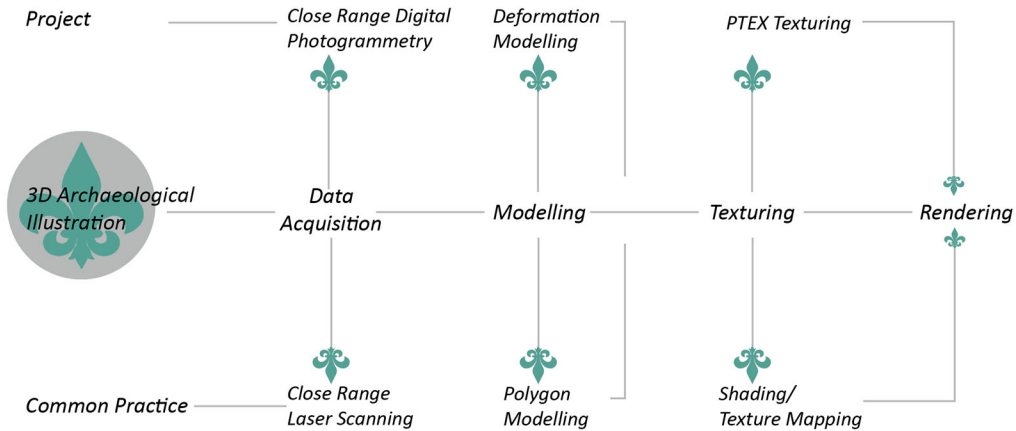 Project
Close Range Digital
Photogrammetry
Deformation
Modelling
PTEX Texturing
3D Archaeological
Illustration
Data
Acquisition
Modelling
Texturing
Rendering
Common Practice
Close Range
Laser Scanning
Polygon
Modelling
Shading/
Texture Mapping